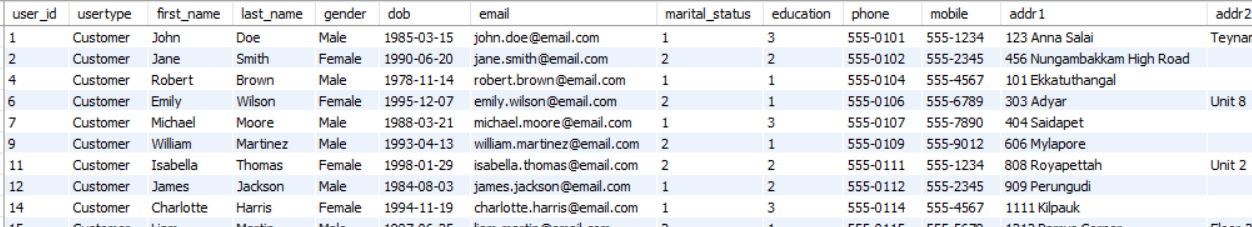 user_id usertype first_name last_name gender dob email marital_status education phone mobile addr1 addr2
1 Customer John Doe Male 1985-03-15 john.doe@email.com 1 3 555-0101 555-1234 123 Anna Salai
2 Customer Jane Smith Female 1990-06-20 jane.smith@email.com 2 2 555-0102 555-2345 456 Nungambakkam High Road
4 Customer Robert Brown Male 1978-11-14 robert.brown@email.com 1 1 555-0104 555-4567 101 Ekkatuthangal
6 Customer Emily Wilson Female 1995-12-07 emily.wilson@email.com 2 1 555-0106 555-6789 303 Adyar Unit 8
7 Customer Michael Moore Male 1988-03-21 michael.moore@email.com 1 3 555-0107 555-7890 404 Saidapet
9 Customer William Martinez Male 1993-04-13 william.martinez@email.com 2 1 555-0109 555-9012 606 Mylapore
11 Customer Isabella Thomas Female 1998-01-29 isabella.thomas@email.com 2 2 555-0111 555-1234 808 Royapettah Unit 2
12 Customer James Jackson Male 1984-08-03 james.jackson@email.com 1 2 555-0112 555-2345 909 Perungudi
14 Customer Charlotte Harris Female 1994-11-19 charlotte.harris@email.com 1 3 555-0114 555-4567 1111 Kilpauk